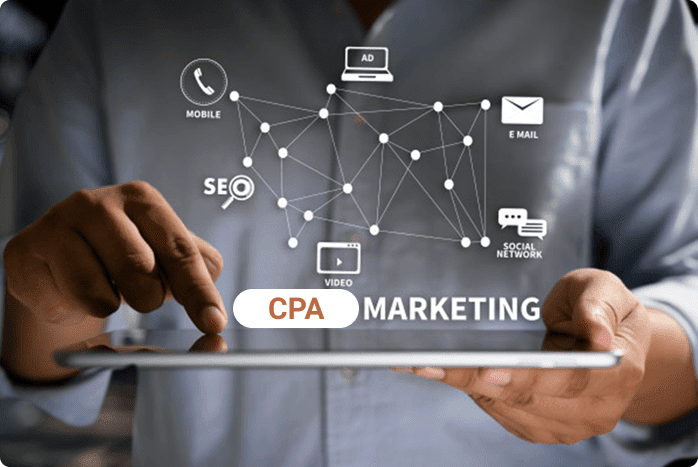 AD
MOBILE
E MAIL
SEO
SOCIAL
NETWORK
VIDEO
CPA MARKETING